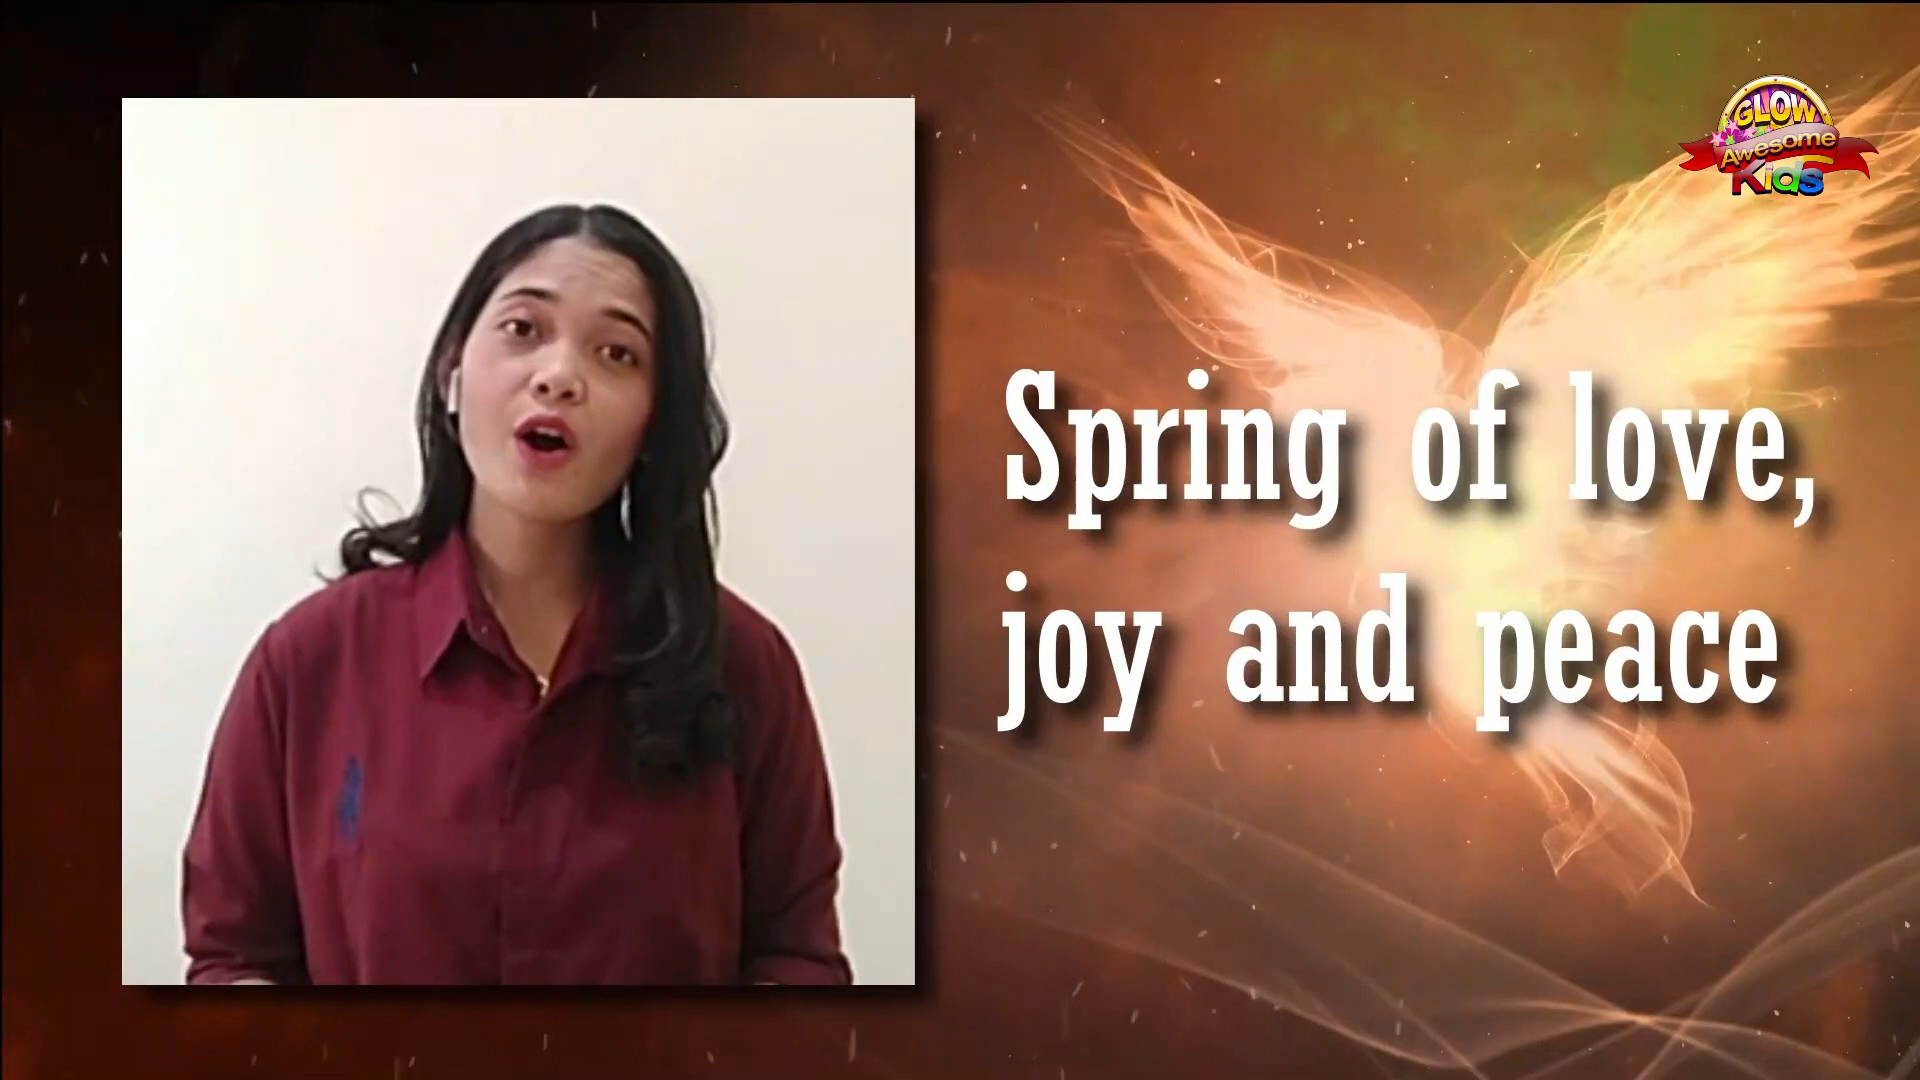 GLOW
Awesome
Kids
Spring of love,
joy and peace